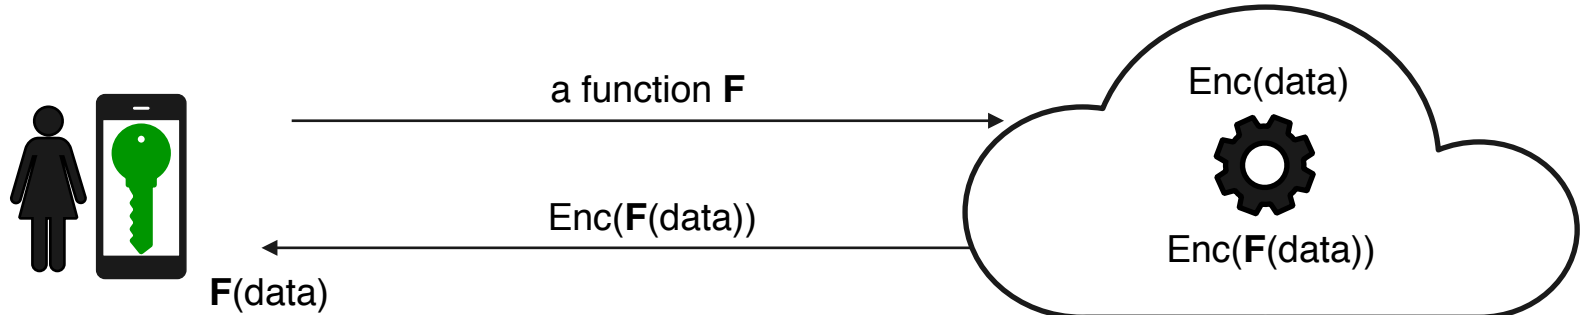 a function F
Enc(data)
Enc(F(data))
Enc(F(data))
F(data)